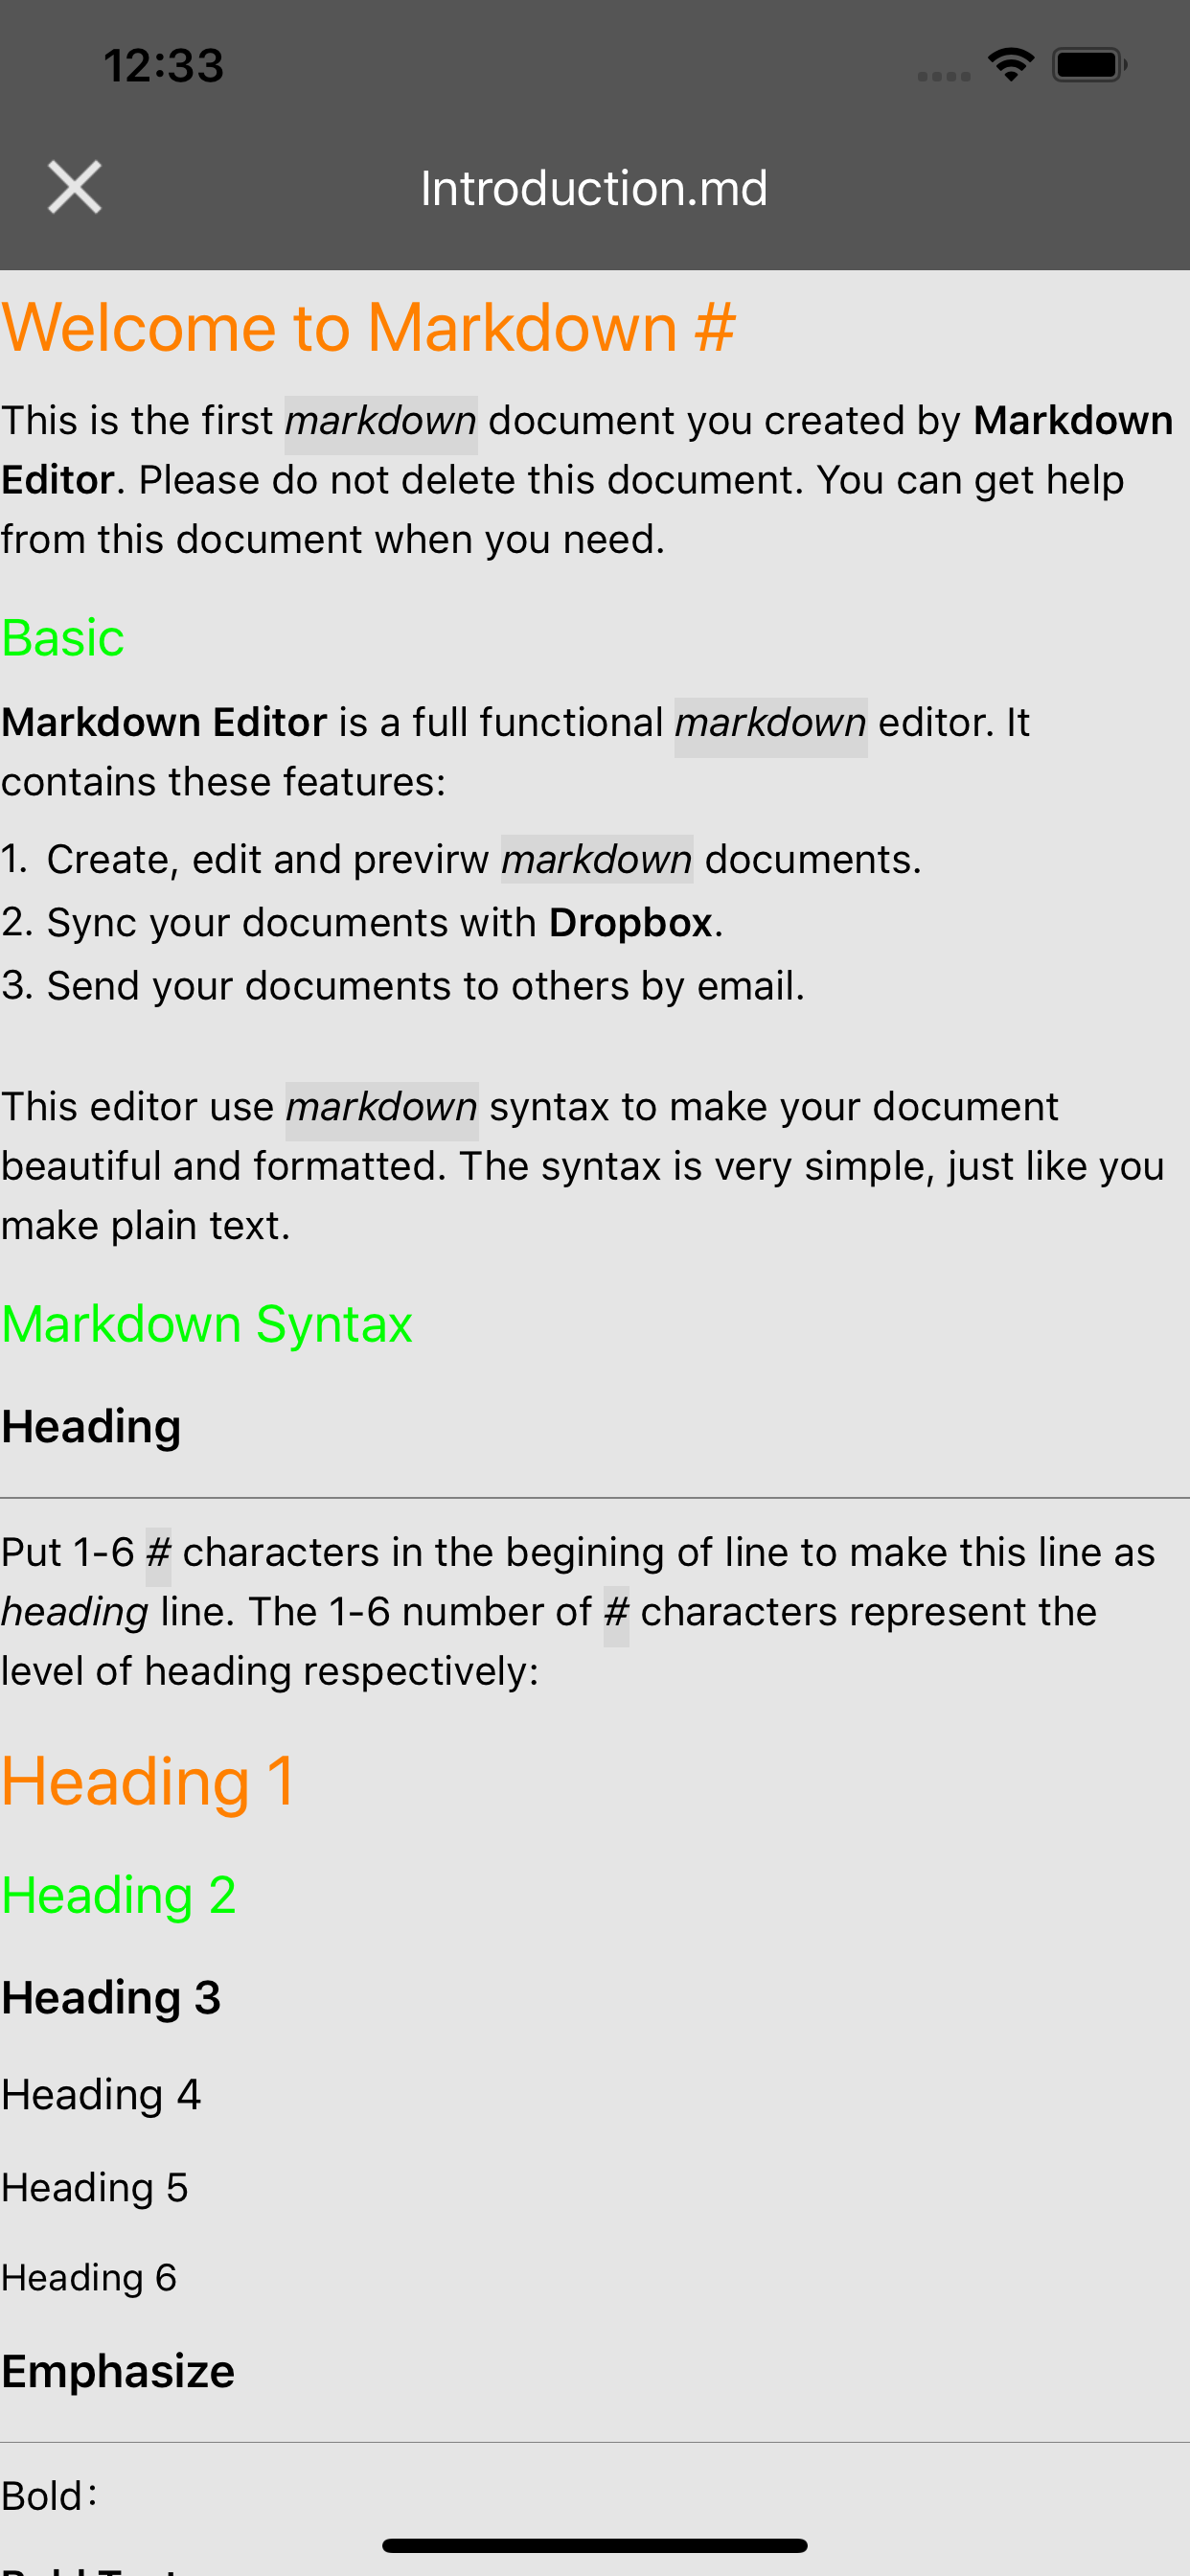 12:33
Introduction.md
Welcome to Markdown #
This is the first markdown document you created by Markdown
Editor. Please do not delete this document. You can get help
from this document when you need.
Basic
Markdown Editor is a full functional markdown editor. It
contains these features:
1. Create, edit and previrw markdown documents.
2. Sync your documents with Dropbox.
3. Send your documents to others by email.
This editor use markdown syntax to make your document
beautiful and formatted. The syntax is very simple, just like you
make plain text.
Markdown Syntax
Heading
Put 1-6 # characters in the begining of line to make this line as
heading line. The 1-6 number of # characters represent the
level of heading respectively:
Heading 1
Heading 2
Heading 3
Heading 4
Heading 5
Heading 6
Emphasize
Bold: